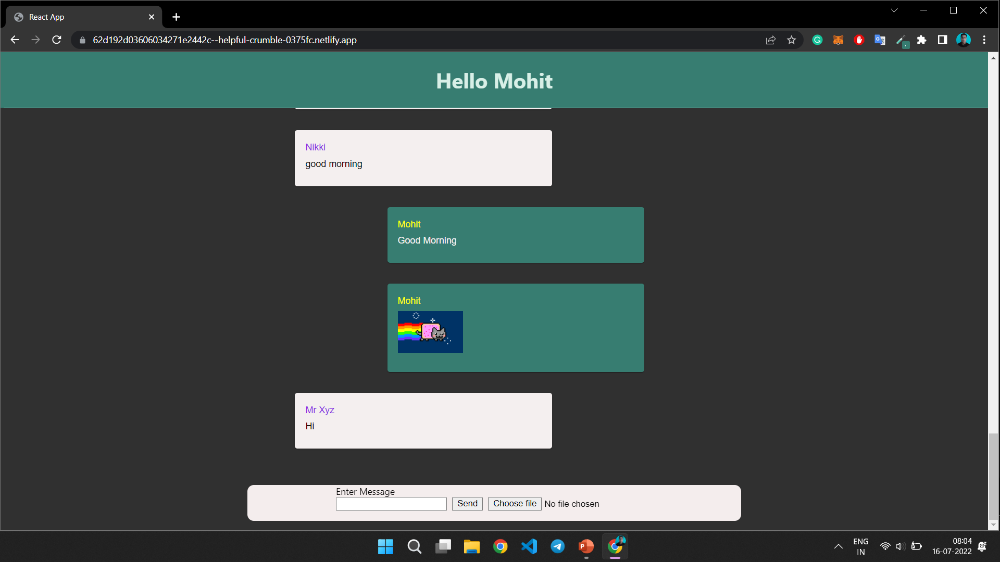 React App
62d192d03606034271e2442c--helpful-crumble-0375fc.netlify.app
Hello Mohit
Nikki
good morning
Mohit
Good Morning
Mohit
Mr Xyz
Hi
Enter Message
Send Choose file No file chosen
ENG 08:04
IN 16-07-2022